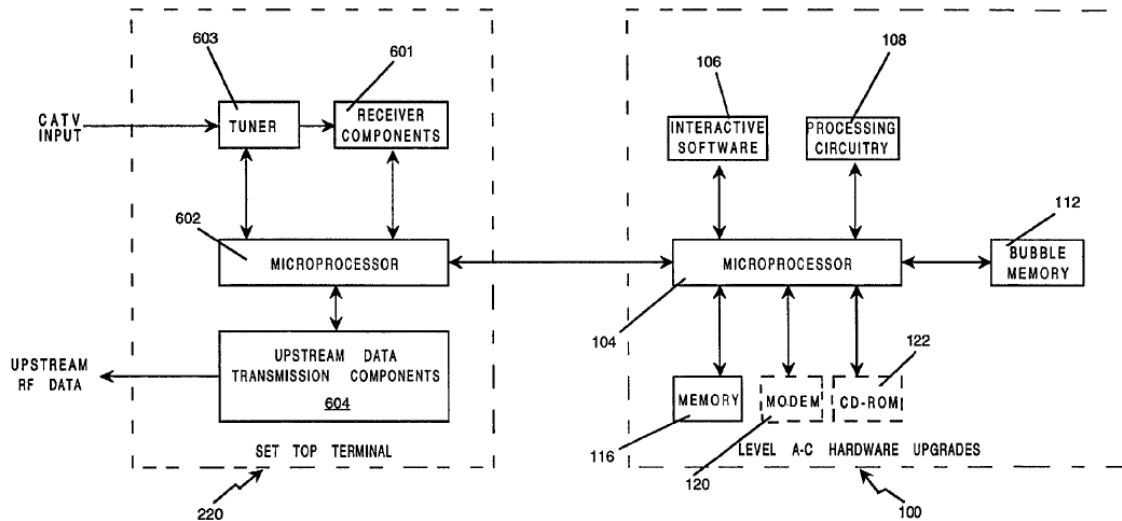 603
601
CATV
INPUT
TUNER
RECEIVER
COMPONENTS
602
MICROPROCESSOR
UPSTREAM
RF DATA
UPSTREAM DATA
TRANSMISSION COMPONENTS
604
SET TOP TERMINAL
220
106
108
INTERACTIVE
SOFTWARE
PROCESSING
CIRCUITRY
112
MICROPROCESSOR
BUBBLE
MEMORY
104
122
MEMORY
MODEM
CD-ROM
116
120
LEVEL A-C HARDWARE UPGRADES
100